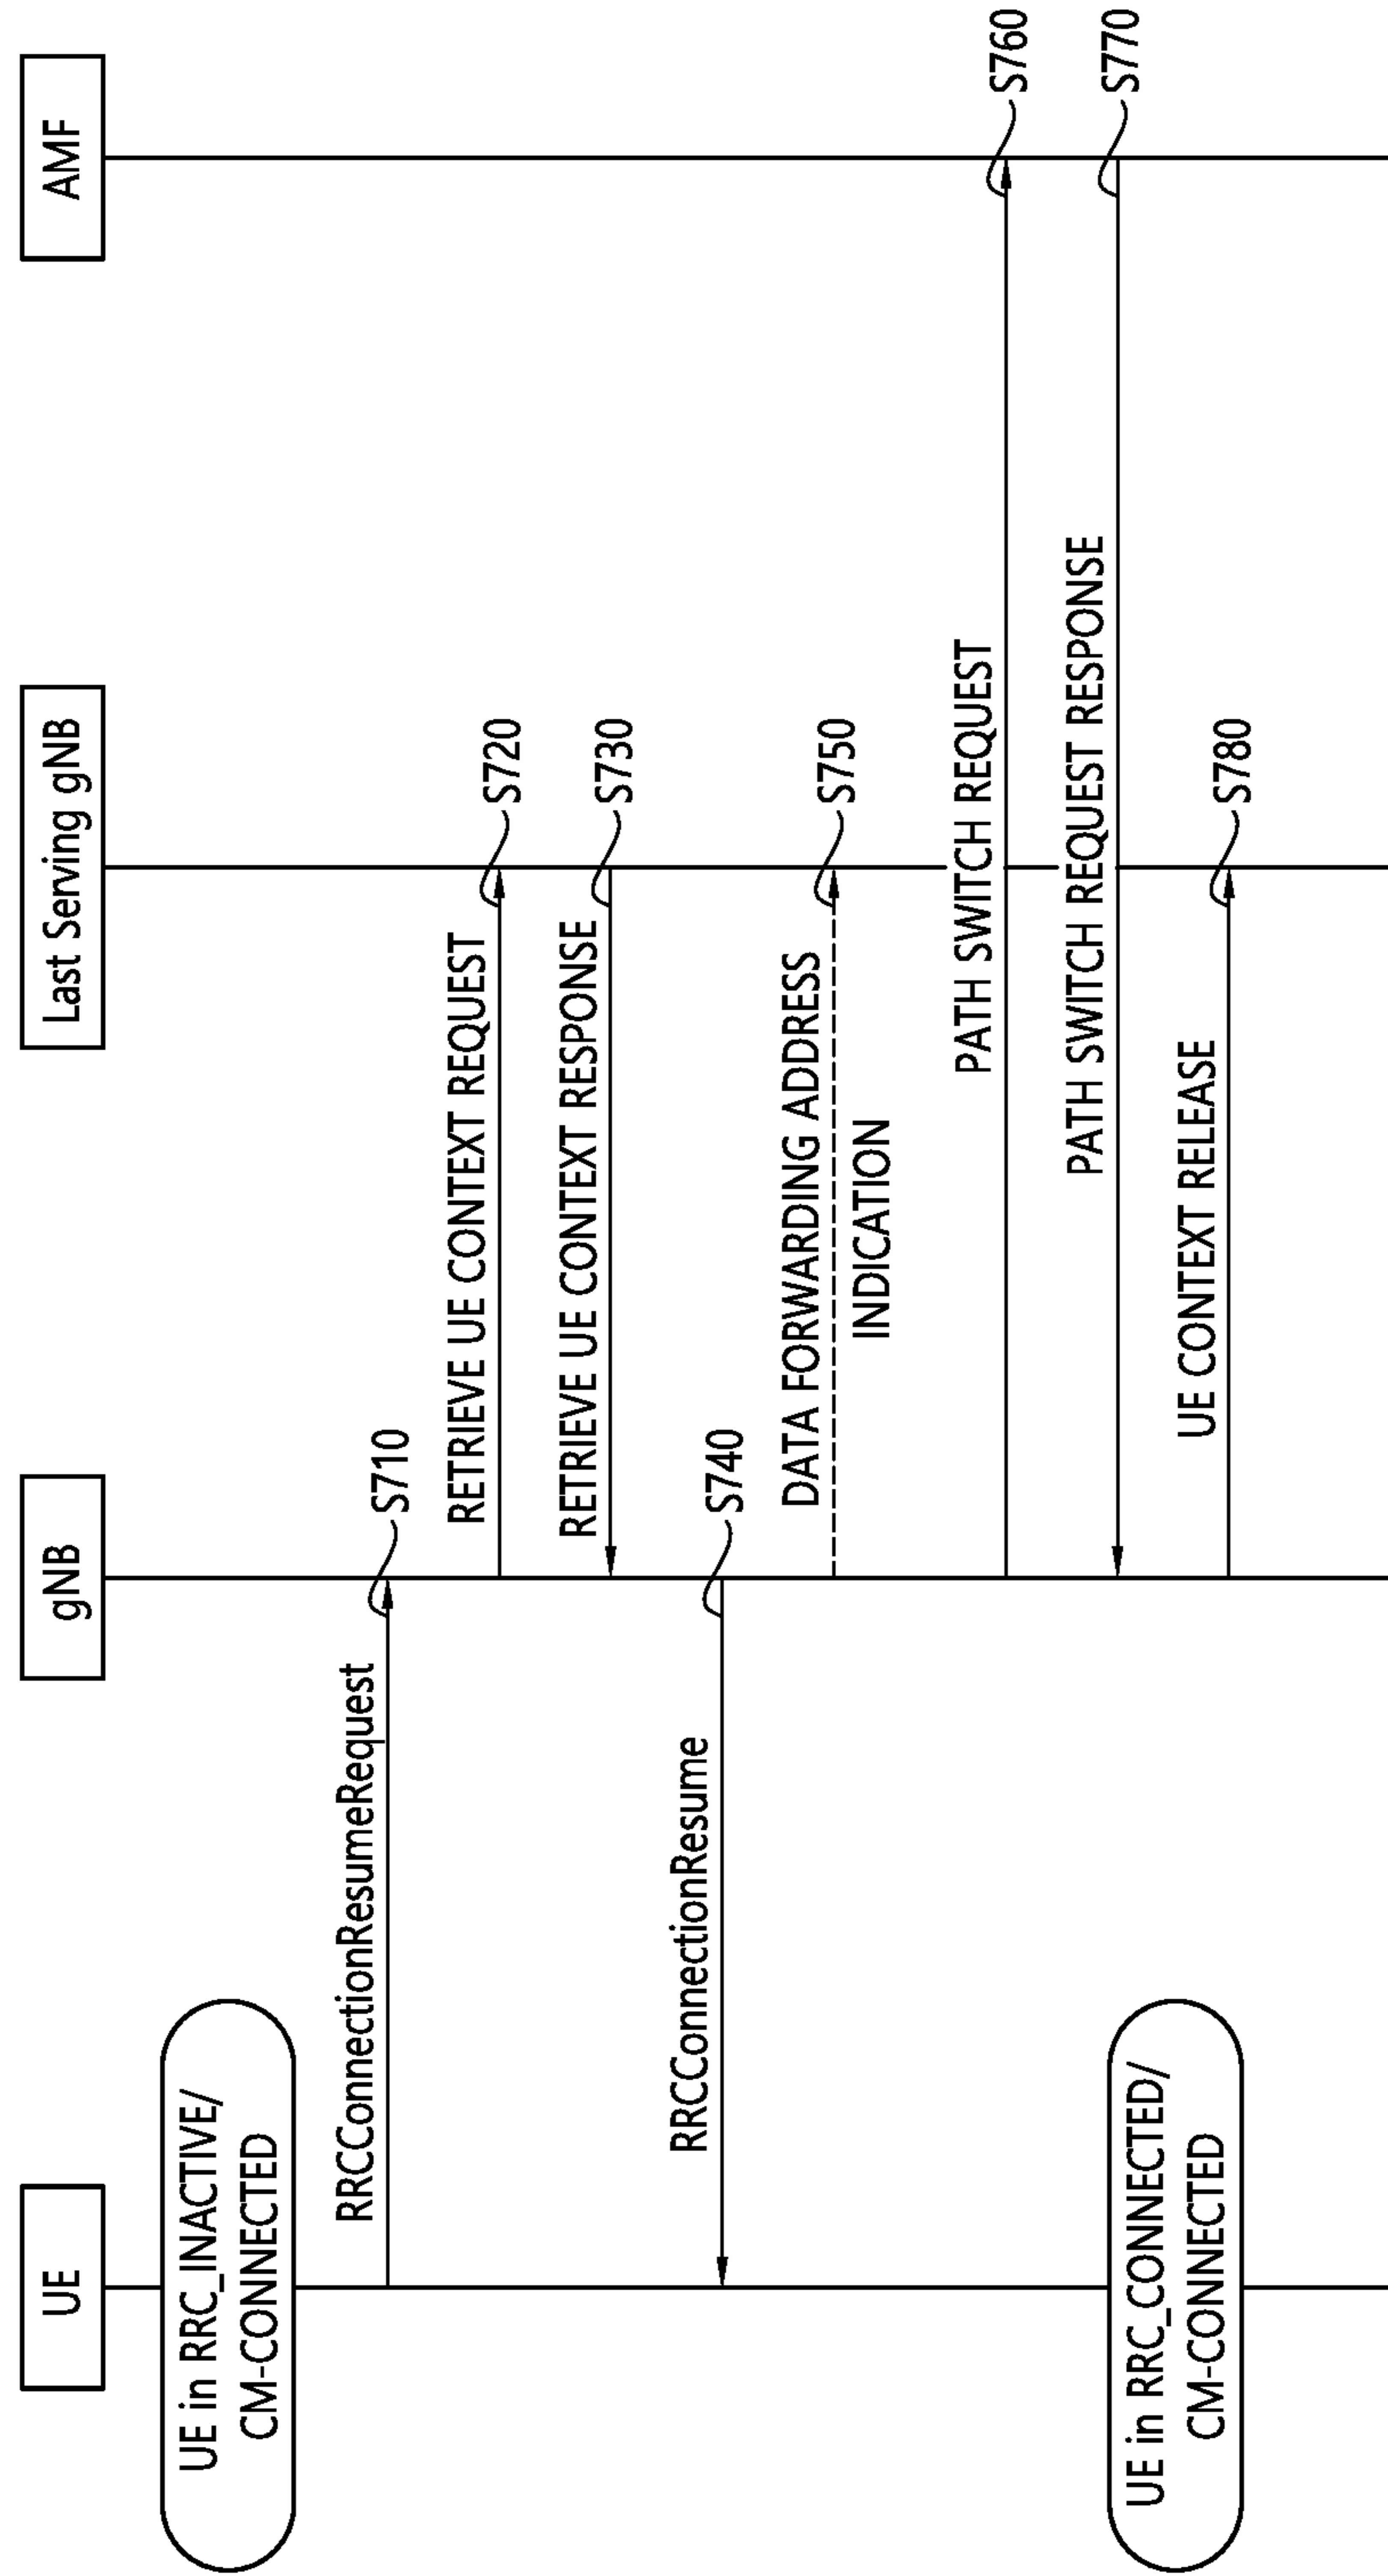 UE
gNB
Last Serving gNB
AMF
UE in RRC_INACTIVE/
CM-CONNECTED
RRCConnectionResumeRequest
S710
RETRIEVE UE CONTEXT REQUEST
S720
RETRIEVE UE CONTEXT RESPONSE
S730
RRCConnectionResume
S740
DATA FORWARDING ADDRESS
INDICATION
S750
PATH SWITCH REQUEST
S760
PATH SWITCH REQUEST RESPONSE
S770
UE in RRC_CONNECTED/
CM-CONNECTED
UE CONTEXT RELEASE
S780